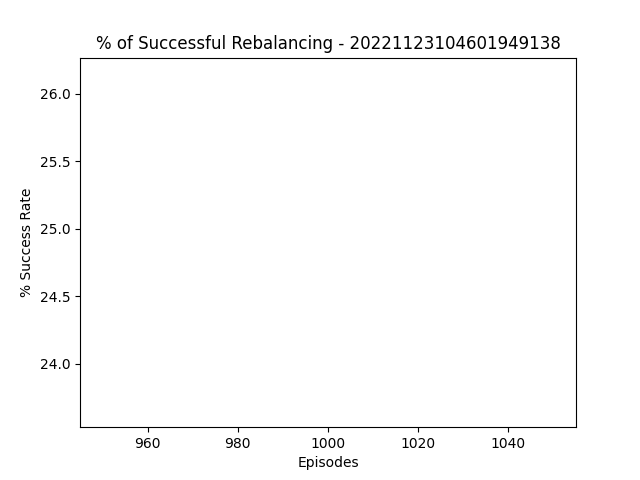 % of Successful Rebalancing - 20221123104601949138
26.0
25.5
25.0
24.5
24.0
% Success Rate
960 980 1000 1020 1040
Episodes